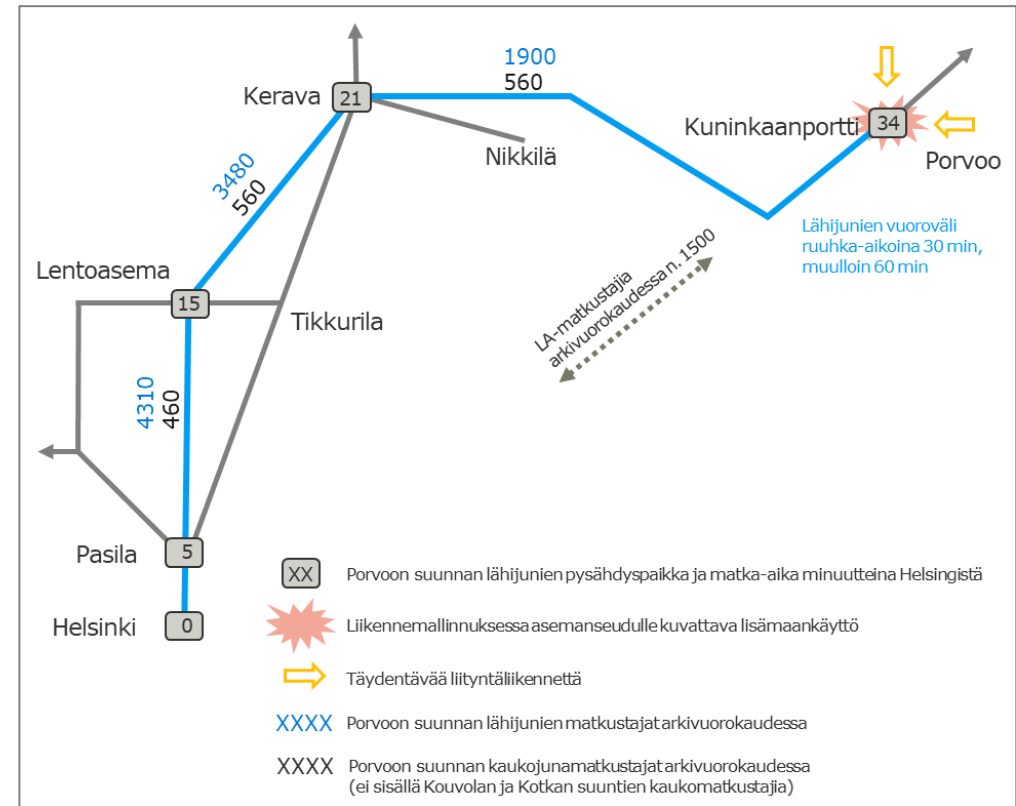 1900
560
Kerava
21
Kuninkaanportti
34
Nikkilä
Porvoo
3480
560
Lähijunien vuoroväli
ruuhka-aikoina 30 min,
muulloin 60 min
Lentoasema
15
Tikkurila
LA-matkustajia
arkivuorokaudessa n. 1500
4310
460
Pasila
5
Helsinki
0
XX Porvoon suunnan lähijunien pysähdyspaikka ja matka-aika minuutteina Helsingistä
Liikennemallinnuksessa asemanseudulle kuvattava lisämaankäyttö
Täydentävää liityntäliikennettä
XXXX Porvoon suunnan lähijunien matkustajat arkivuorokaudessa
XXXX Porvoon suunnan kaukojunamatkustajat arkivuorokaudessa
(ei sisällä Kouvolan ja Kotkan suuntien kaukomatkustajia)